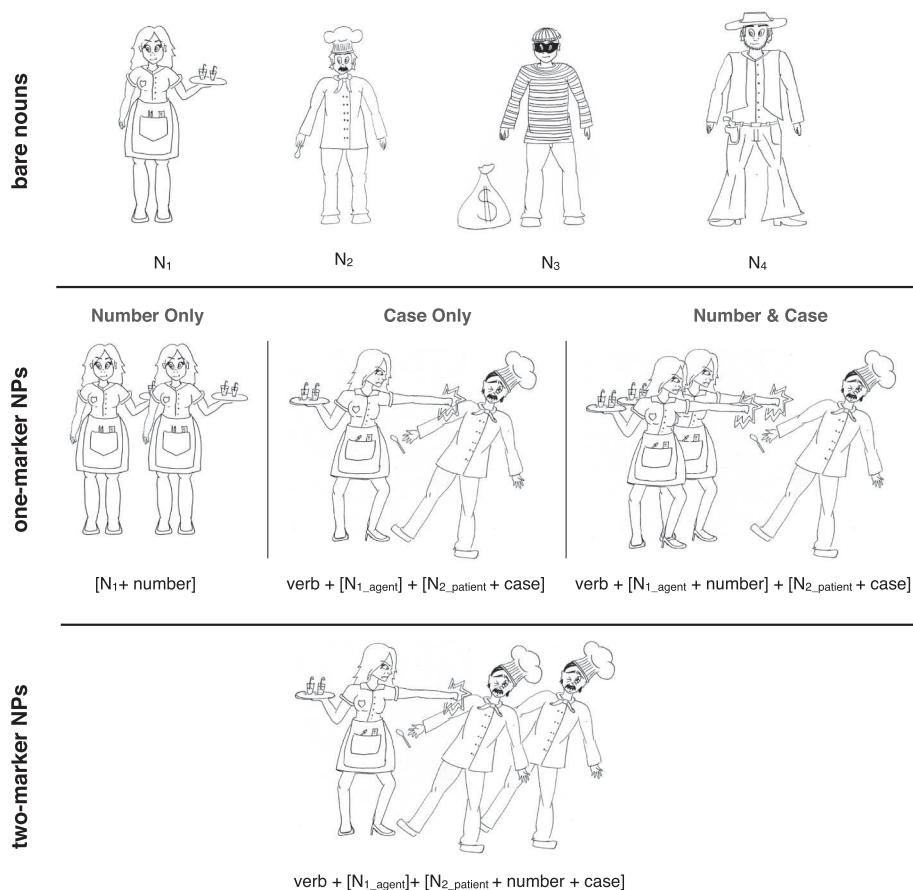 bare nouns
$
N₁
N₂
N₃
N₄
one-marker NPs
Number Only
Case Only
Number & Case
[N₁+ number]
verb + [N₁_agent] + [N₂_patient + case]
verb + [N₁_agent + number] + [N₂_patient + case]
two-marker NPs
verb + [N₁_agent]+ [N₂_patient + number + case]